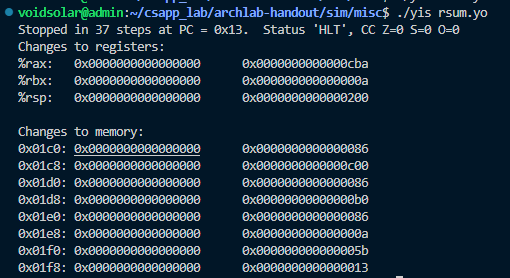 voidsolar@admin:~/csapp_lab/archlab-handout/sim/misc$ ./yis rsum.yo
Stopped in 37 steps at PC = 0x13.  Status 'HLT', CC Z=0 S=0 O=0
Changes to registers:
%rax:   0x0000000000000000      0x0000000000000cba
%rbx:   0x0000000000000000      0x000000000000000a
%rsp:   0x0000000000000000      0x0000000000000200

Changes to memory:
0x01c0: 0x0000000000000000      0x0000000000000086
0x01c8: 0x0000000000000000      0x0000000000000c00
0x01d0: 0x0000000000000000      0x0000000000000086
0x01d8: 0x0000000000000000      0x00000000000000b0
0x01e0: 0x0000000000000000      0x0000000000000086
0x01e8: 0x0000000000000000      0x000000000000000a
0x01f0: 0x0000000000000000      0x000000000000005b
0x01f8: 0x0000000000000000      0x0000000000000013